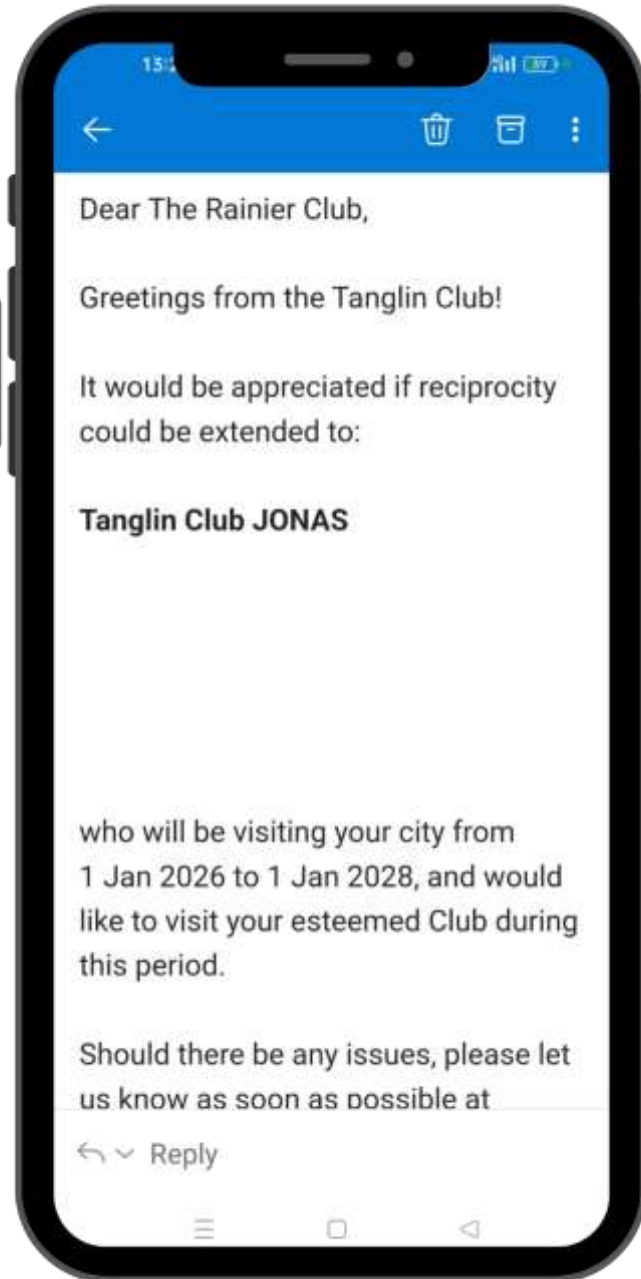 Dear The Rainier Club,
Greetings from the Tanglin Club!
It would be appreciated if reciprocity
could be extended to:
Tanglin Club JONAS
who will be visiting your city from
1 Jan 2026 to 1 Jan 2028, and would
like to visit your esteemed Club during
this period.
Should there be any issues, please let
us know as soon as possible at
Reply